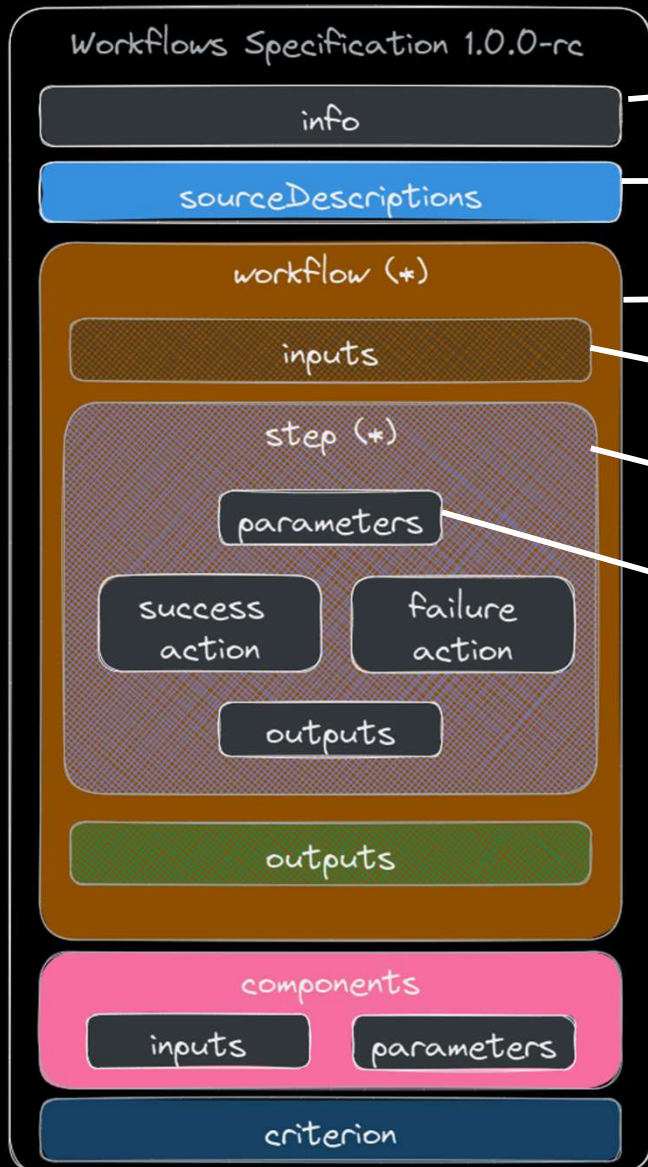 Workflows Specification 1.0.0-rc
info
sourceDescriptions
workflow (*)
inputs
step (*)
parameters
success
action
failure
action
outputs
outputs
components
inputs
parameters
criterion